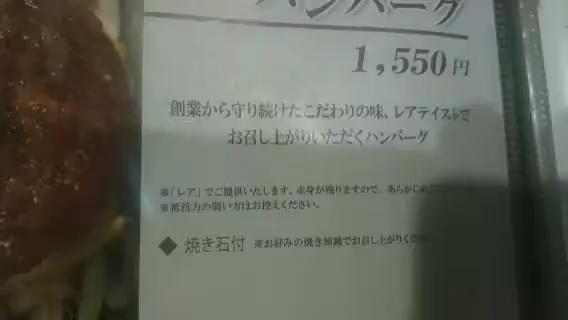 ハンバーグ
1,550円
創業から守り続けたこだわりの味、レアテイストで
お召し上がりいただくハンバーグ
※「レア」でご提供いたします。赤身が残りますので、あらかじめ
※抵抗力の弱い方はお控えください。
◆ 焼き石付 ※お好みの焼き加減でお召し上がりくだ